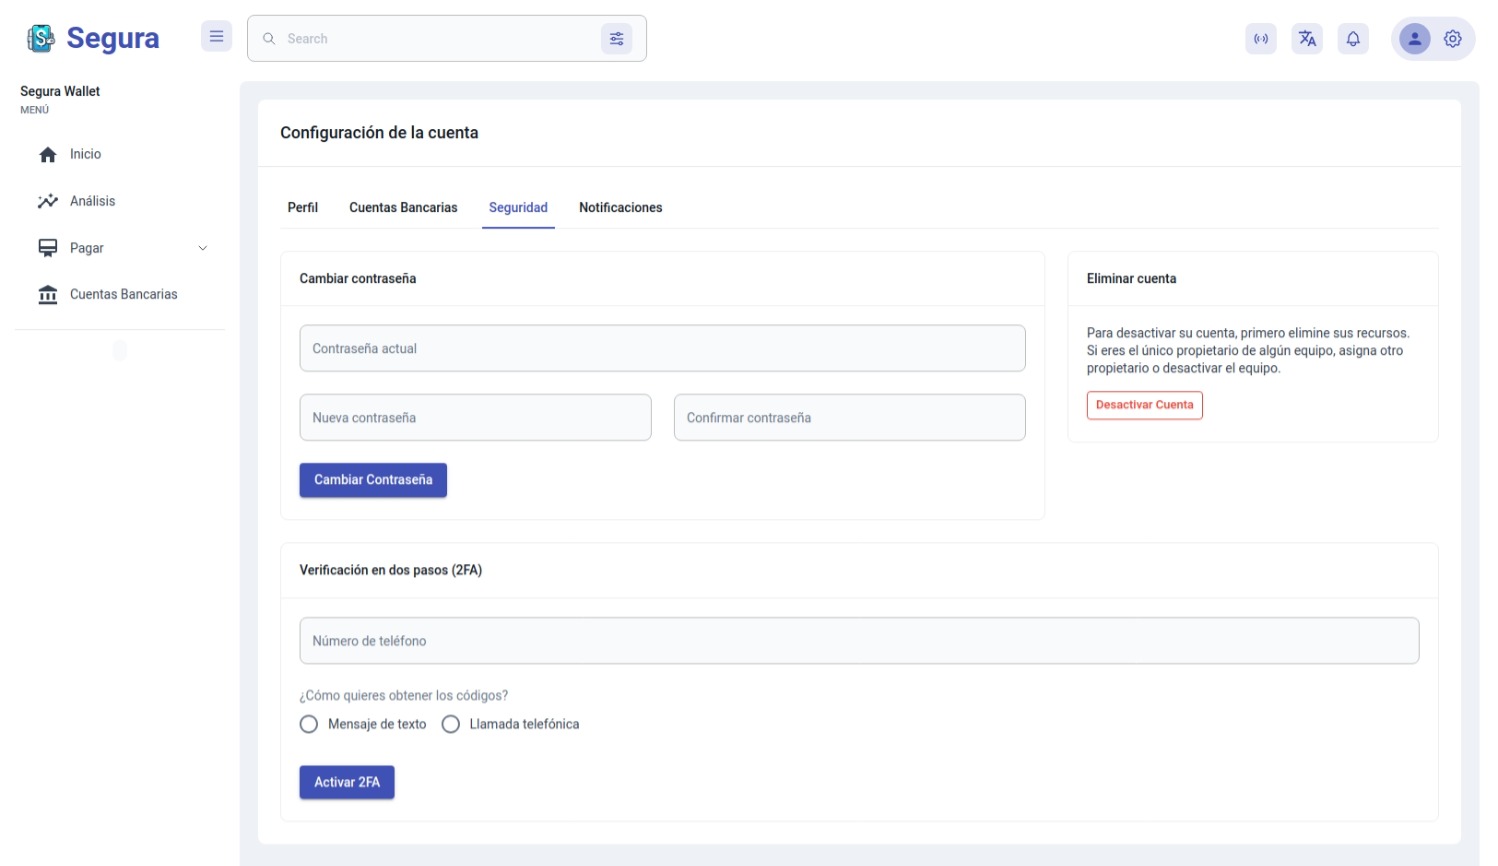 Segura
Search
Segura Wallet
MENÚ
Inicio
Análisis
Pagar
Cuentas Bancarias
Configuración de la cuenta
Perfil
Cuentas Bancarias
Seguridad
Notificaciones
Cambiar contraseña
Contraseña actual
Nueva contraseña
Confirmar contraseña
Cambiar Contraseña
Eliminar cuenta
Para desactivar su cuenta, primero elimine sus recursos.
Si eres el único propietario de algún equipo, asigna otro
propietario o desactivar el equipo.
Desactivar Cuenta
Verificación en dos pasos (2FA)
Número de teléfono
¿Cómo quieres obtener los códigos?
Mensaje de texto
Llamada telefónica
Activar 2FA